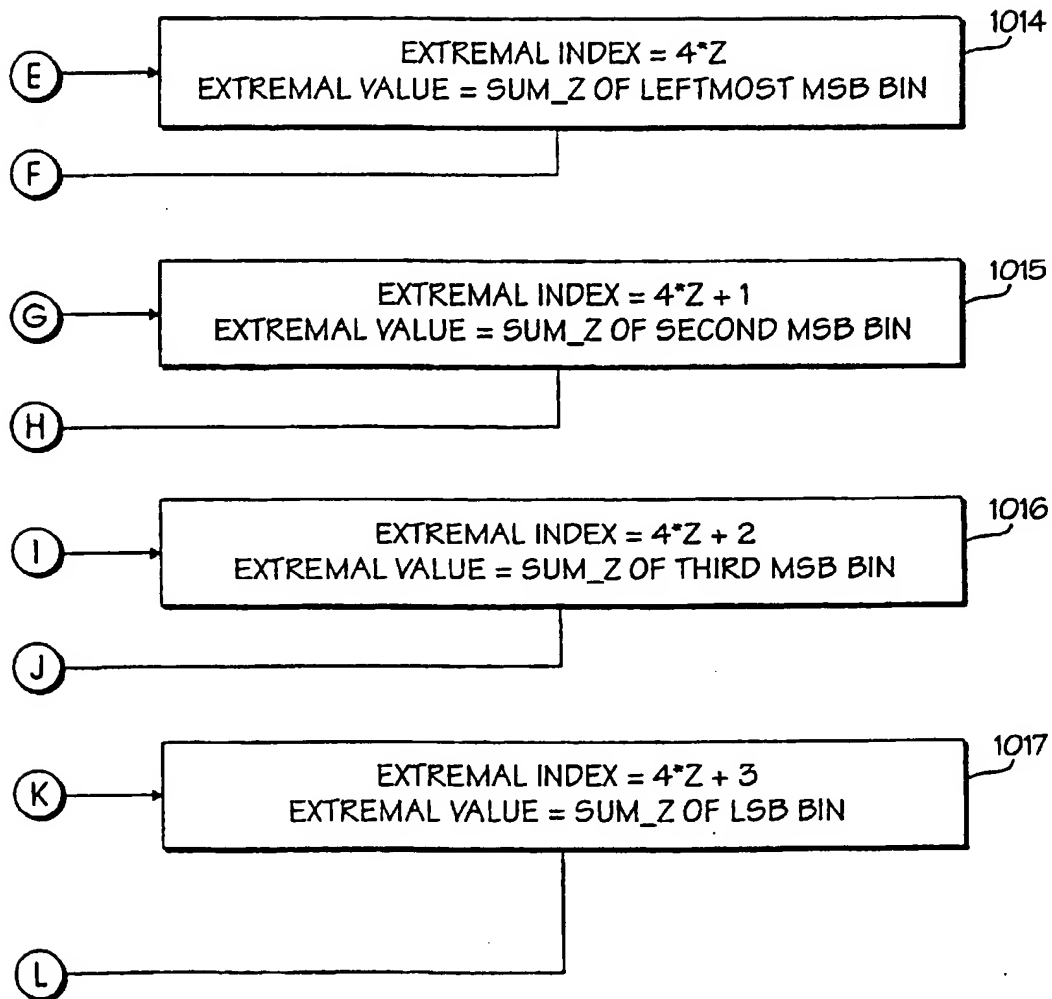 1014
E
EXTREMAL INDEX = 4*Z
EXTREMAL VALUE = SUM_Z OF LEFTMOST MSB BIN
F
1015
G
EXTREMAL INDEX = 4*Z + 1
EXTREMAL VALUE = SUM_Z OF SECOND MSB BIN
H
1016
I
EXTREMAL INDEX = 4*Z + 2
EXTREMAL VALUE = SUM_Z OF THIRD MSB BIN
J
1017
K
EXTREMAL INDEX = 4*Z + 3
EXTREMAL VALUE = SUM_Z OF LSB BIN
L